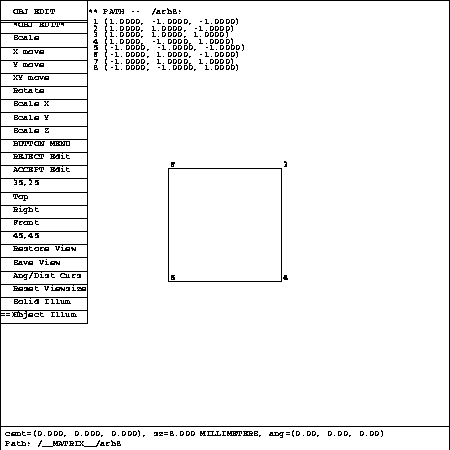 OBJ EDIT
*OBJ EDIT*
Scale
X move
Y move
XY move
Rotate
Scale X
Scale Y
Scale Z
BUTTON MENU
REJECT Edit
ACCEPT Edit
35,25
Top
Right
Front
45,45
Restore View
Save View
Ang/Dist Curs
Reset Viewsize
Solid Illum
==>Object Illum
** PATH -- /arb8:
1 (1.0000, -1.0000, -1.0000)
2 (1.0000, 1.0000, -1.0000)
3 (1.0000, 1.0000, 1.0000)
4 (1.0000, -1.0000, 1.0000)
5 (-1.0000, -1.0000, -1.0000)
6 (-1.0000, 1.0000, -1.0000)
7 (-1.0000, 1.0000, 1.0000)
8 (-1.0000, -1.0000, 1.0000)
4
cent=(0.000, 0.000, 0.000), sz=8.000 MILLIMETERS, ang=(0.00, 0.00, 0.00)
Path: /__MATRIX__/arb8